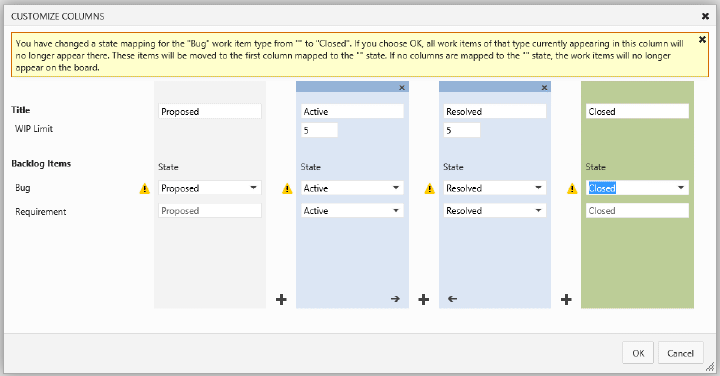 CUSTOMIZE COLUMNS
You have changed a state mapping for the "Bug" work item type from "" to "Closed". If you choose OK, all work items of that type currently appearing in this column will
no longer appear there. These items will be moved to the first column mapped to the "" state. If no columns are mapped to the "" state, the work items will no longer
appear on the board.
Title Proposed Active Resolved Closed
WIP Limit 5 5
Backlog Items
State State State State
Bug Proposed Active Resolved Closed
Requirement Proposed Active Resolved Closed
OK Cancel